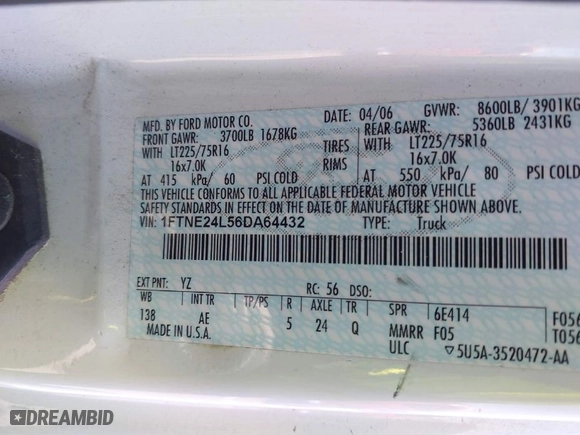 MFD. BY FORD MOTOR CO. 04/06 GVWR: 8600LB/ 3901KG
FRONT GAWR: 3700LB 1678KG REAR GAWR: 5360LB 2431KG
WITH LT225/75R16 TIRES WITH LT225/75R16
16x7.0K RIMS 16x7.0K
AT 415 kPa/ 60 PSI COLD AT 550 kPa/ 80 PSI COLD
THIS VEHICLE CONFORMS TO ALL APPLICABLE FEDERAL MOTOR VEHICLE
SAFETY STANDARDS IN EFFECT ON THE DATE OF MANUFACTURE SHOWN ABOVE.
VIN: 1FTNE24L56DA64432 TYPE: Truck
EXT PNT: YZ RC: 56 DSO:
WB INT TR TP/PS R AXLE TR SPR 6E414 F056
138 AE 5 24 Q MMRR F05 T056
MADE IN U.S.A. ULC ▽5U5A-3520472-AA
DREAMBID